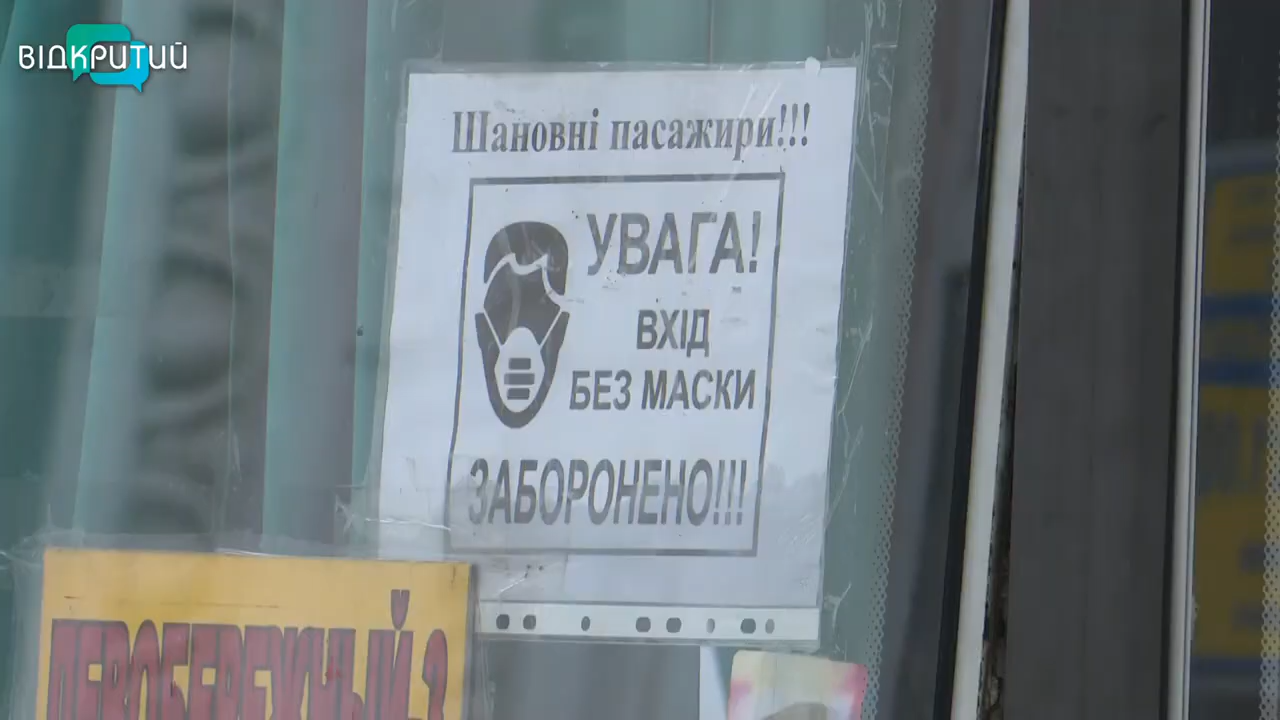 ВІДКРИТИЙ
Шановні пасажири!!!
УВАГА!
ВХІД
БЕЗ МАСКИ
ЗАБОРОНЕНО!!!
ЛЕВОБЕРЕЖНЫЙ 3